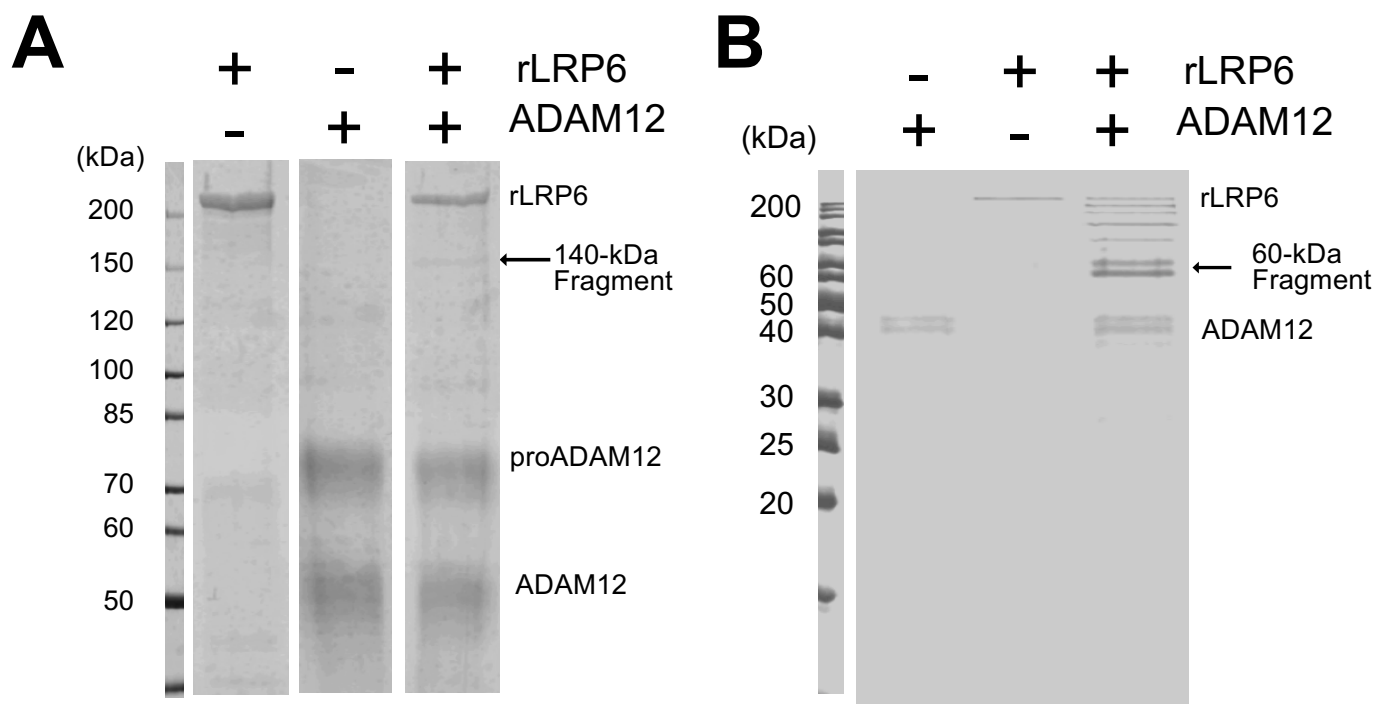 A
+ - + rLRP6
- + + ADAM12
(kDa)
200
150
120
100
85
70
60
50
rLRP6
140-kDa
Fragment
proADAM12
ADAM12
B
- + + rLRP6
+ - + ADAM12
(kDa)
200
60
50
40
30
25
20
rLRP6
60-kDa
Fragment
ADAM12